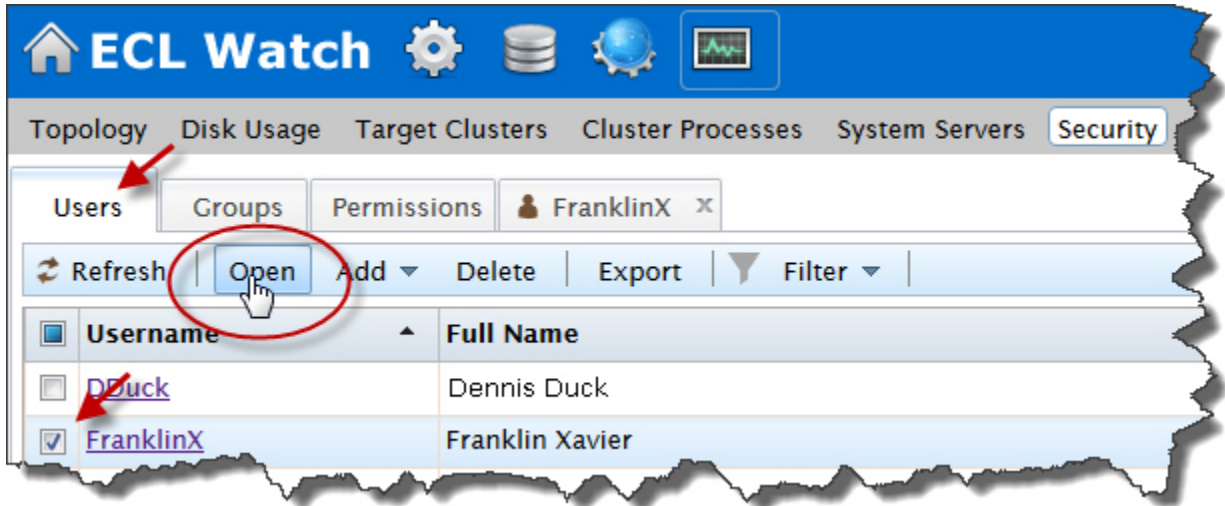 ECL Watch
Topology Disk Usage Target Clusters Cluster Processes System Servers Security
Users Groups Permissions FranklinX x
Refresh Open Add Delete Export Filter
Username Full Name
DDuck Dennis Duck
FranklinX Franklin Xavier